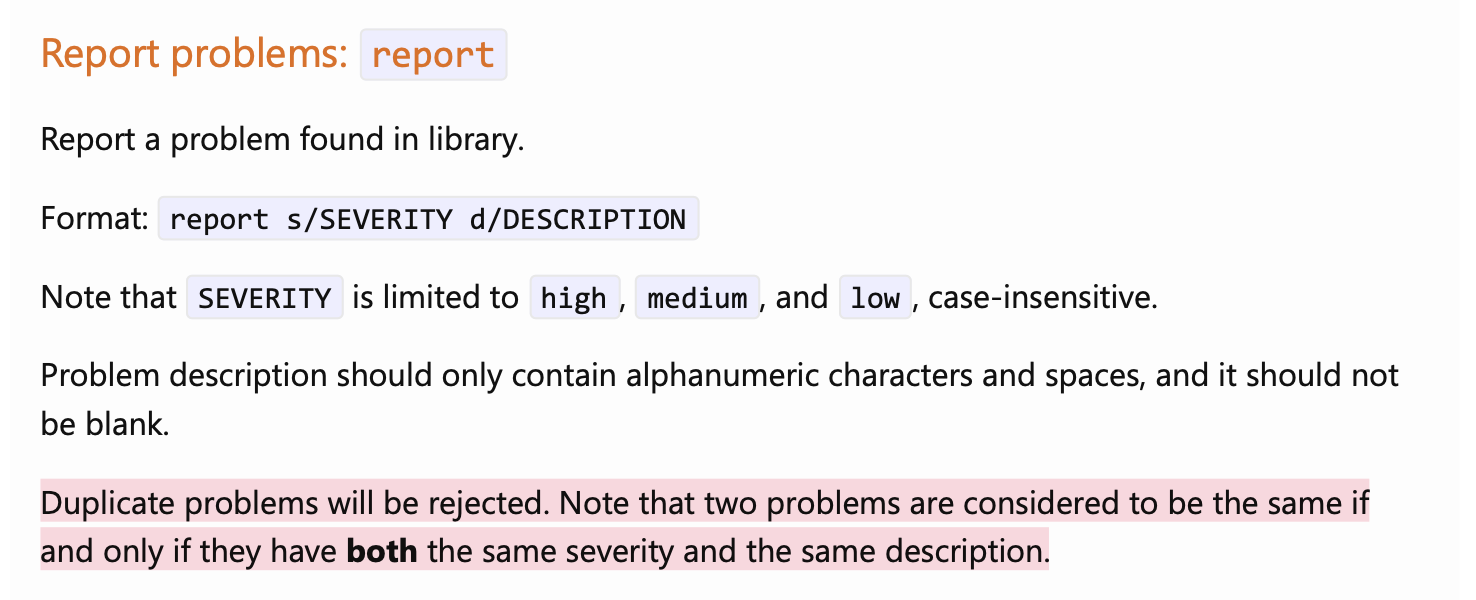 Report problems: report
Report a problem found in library.
Format: report s/SEVERITY d/DESCRIPTION
Note that SEVERITY is limited to high, medium, and low, case-insensitive.
Problem description should only contain alphanumeric characters and spaces, and it should not
be blank.
Duplicate problems will be rejected. Note that two problems are considered to be the same if
and only if they have both the same severity and the same description.